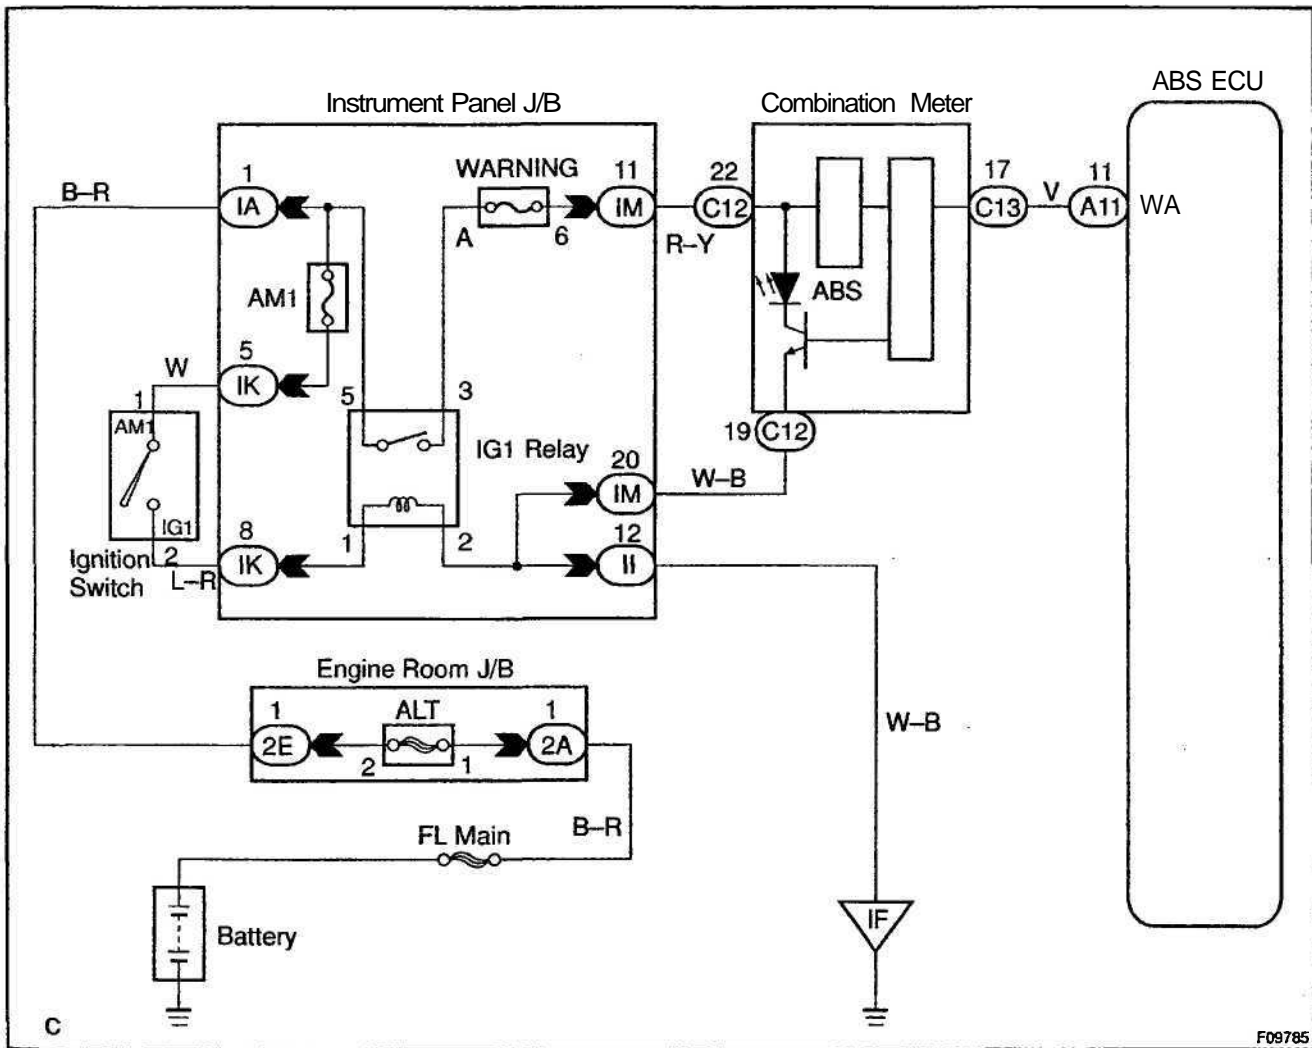 ABS ECU
Instrument Panel J/B
Combination Meter
1
IA
B–R
WARNING
A
6
11
IM
R–Y
22
C12
17
C13
V
11
A11
WA
AM1
ABS
5
IK
W
1
AM1
IG1
2
Ignition
Switch
L–R
8
IK
5
3
IG1 Relay
1
2
20
IM
W–B
19
C12
12
II
Engine Room J/B
1
2E
ALT
2
1
1
2A
W–B
B–R
FL Main
Battery
IF
C
F09785